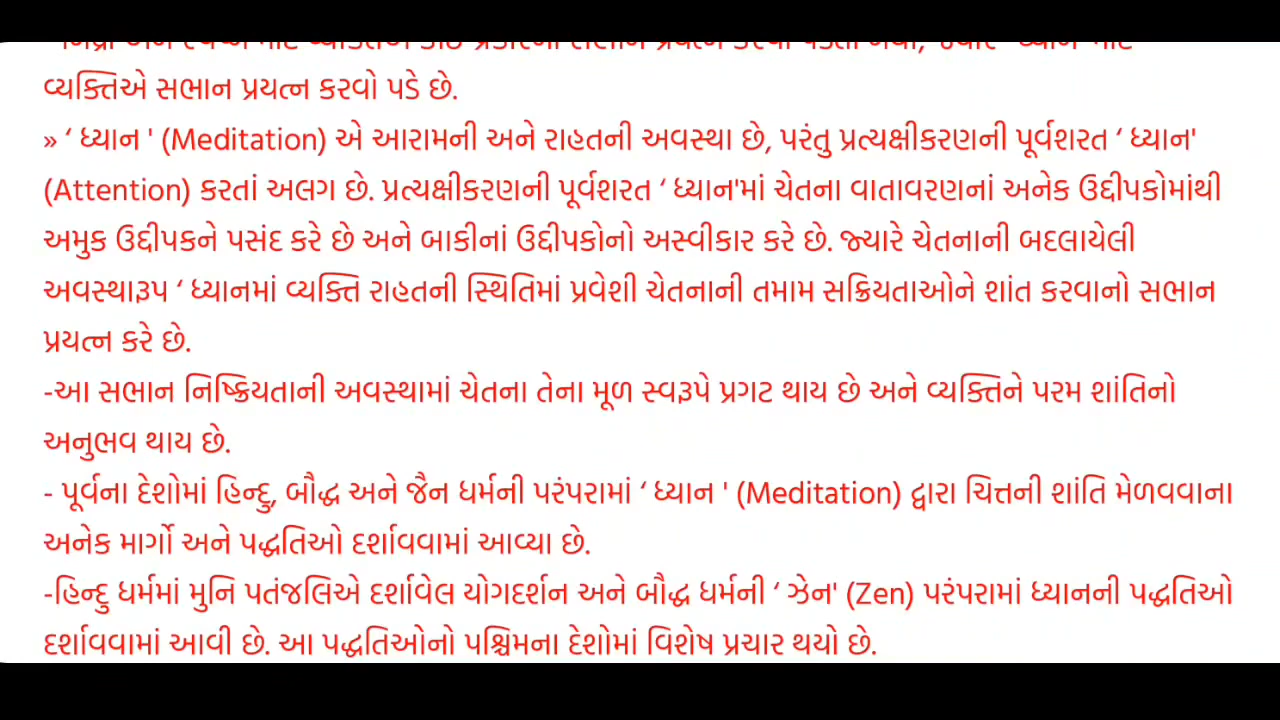 વ્યક્તિએ સભાન પ્રયત્ન કરવો પડે છે.
» ‘ ધ્યાન ' (Meditation) એ આરામની અને રાહતની અવસ્થા છે, પરંતુ પ્રત્યક્ષીકરણની પૂર્વશરત ‘ ધ્યાન'
(Attention) કરતાં અલગ છે. પ્રત્યક્ષીકરણની પૂર્વશરત ‘ ધ્યાન'માં ચેતના વાતાવરણનાં અનેક ઉદ્દીપકોમાંથી
અમુક ઉદ્દીપકને પસંદ કરે છે અને બાકીનાં ઉદ્દીપકોનો અસ્વીકાર કરે છે. જ્યારે ચેતનાની બદલાયેલી
અવસ્થારૂપ ‘ ધ્યાનમાં વ્યક્તિ રાહતની સ્થિતિમાં પ્રવેશી ચેતનાની તમામ સક્રિયતાઓને શાંત કરવાનો સભાન
પ્રયત્ન કરે છે.
-આ સભાન નિષ્ક્રિયતાની અવસ્થામાં ચેતના તેના મૂળ સ્વરૂપે પ્રગટ થાય છે અને વ્યક્તિને પરમ શાંતિનો
અનુભવ થાય છે.
- પૂર્વના દેશોમાં હિન્દુ, બૌદ્ધ અને જૈન ધર્મની પરંપરામાં ‘ ધ્યાન ' (Meditation) દ્વારા ચિત્તની શાંતિ મેળવવાના
અનેક માર્ગો અને પદ્ધતિઓ દર્શાવવામાં આવ્યા છે.
-હિન્દુ ધર્મમાં મુનિ પતંજલિએ દર્શાવેલ યોગદર્શન અને બૌદ્ધ ધર્મની ‘ ઝેન' (Zen) પરંપરામાં ધ્યાનની પદ્ધતિઓ
દર્શાવવામાં આવી છે. આ પદ્ધતિઓનો પશ્ચિમના દેશોમાં વિશેષ પ્રચાર થયો છે.